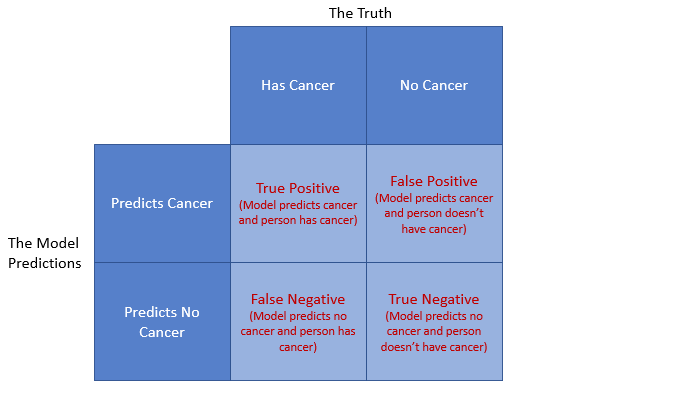 The Truth
Has Cancer
No Cancer
Predicts Cancer
True Positive
(Model predicts cancer
and person has cancer)
False Positive
(Model predicts cancer
and person doesn't
have cancer)
The Model
Predictions
Predicts No
Cancer
False Negative
(Model predicts no
cancer and person has
cancer)
True Negative
(Model predicts no
cancer and person
doesn't have cancer)